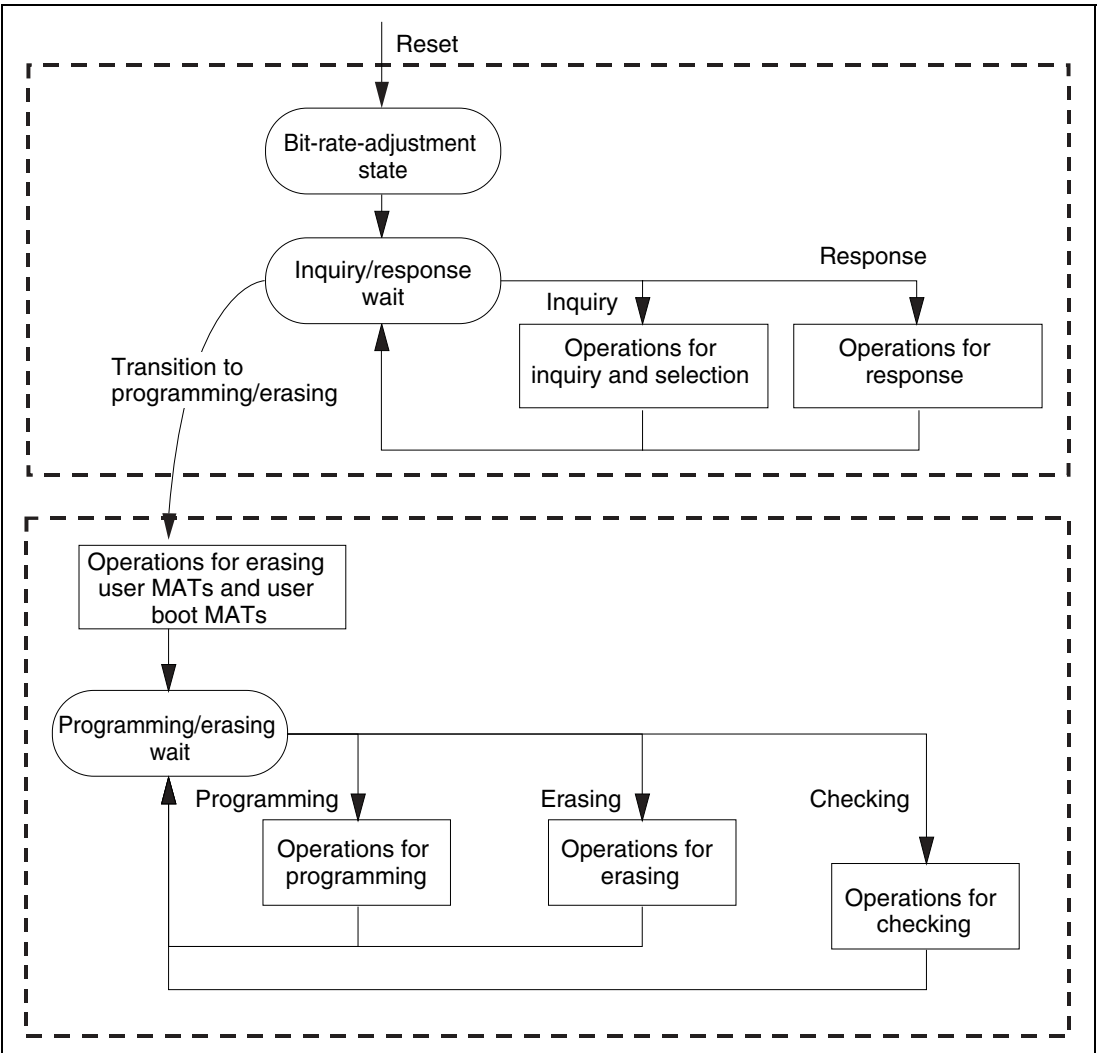 Reset
Bit-rate-adjustment
state
Inquiry/response
wait
Response
Inquiry
Operations for
inquiry and selection
Operations for
response
Transition to
programming/erasing
Operations for erasing
user MATs and user
boot MATs
Programming/erasing
wait
Programming
Erasing
Checking
Operations for
programming
Operations for
erasing
Operations for
checking